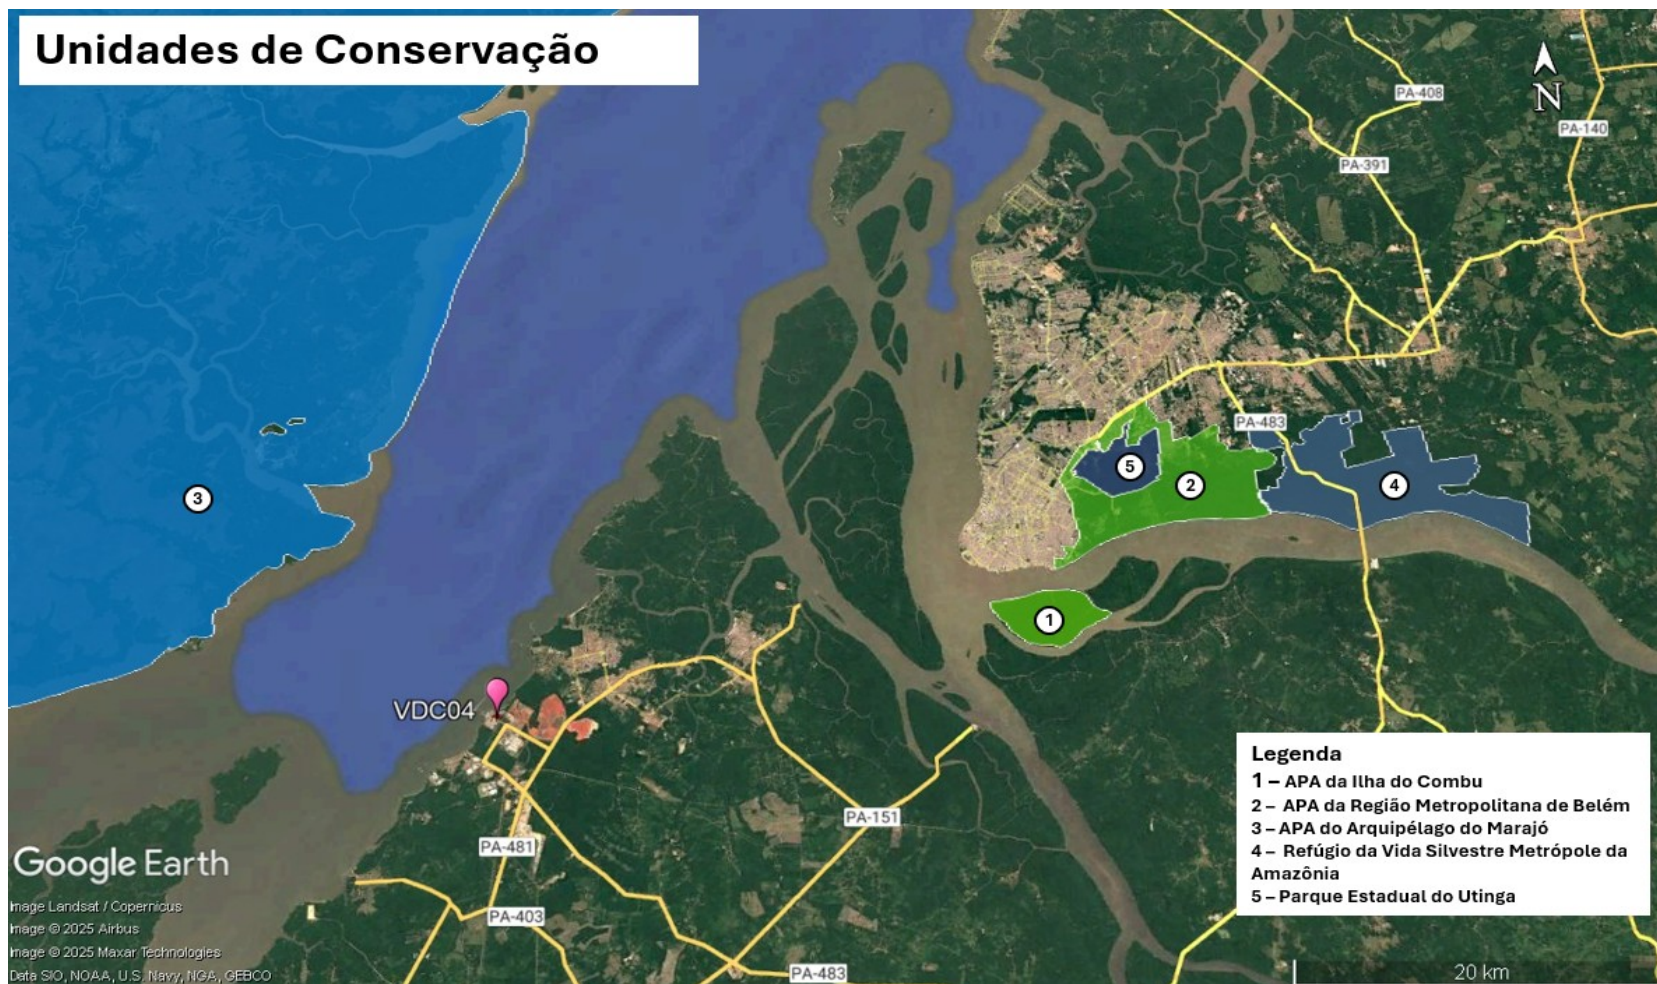 Unidades de Conservação
N
PA-408
PA-140
PA-391
PA-483
5
2
4
3
1
VDC04
PA-151
PA-481
PA-403
PA-483
Legenda
1 – APA da Ilha do Combu
2 – APA da Região Metropolitana de Belém
3 – APA do Arquipélago do Marajó
4 – Refúgio da Vida Silvestre Metrópole da
Amazônia
5 – Parque Estadual do Utinga
Google Earth
Image Landsat / Copernicus
Image © 2025 Airbus
Image © 2025 Maxar Technologies
Data SIO, NOAA, U.S. Navy, NGA, GEBCO
20 km